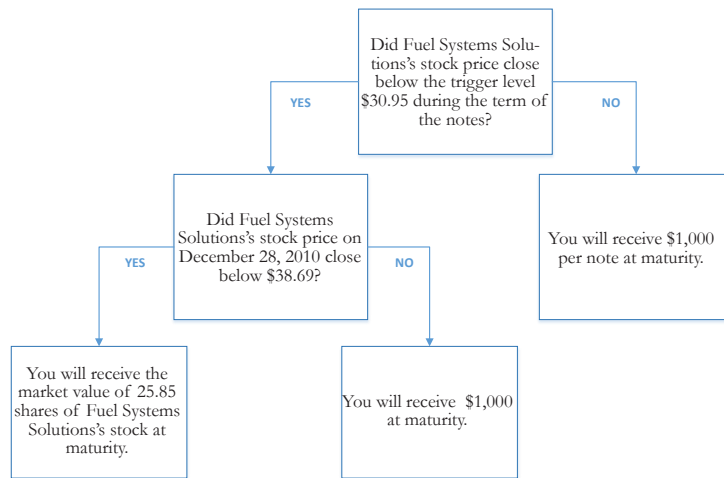 Did Fuel Systems Solu-
tions's stock price close
below the trigger level
$30.95 during the term of
the notes?
YES
NO
Did Fuel Systems
Solutions's stock price on
December 28, 2010 close
below $38.69?
You will receive $1,000
per note at maturity.
YES
NO
You will receive the
market value of 25.85
shares of Fuel Systems
Solutions's stock at
maturity.
You will receive $1,000
at maturity.